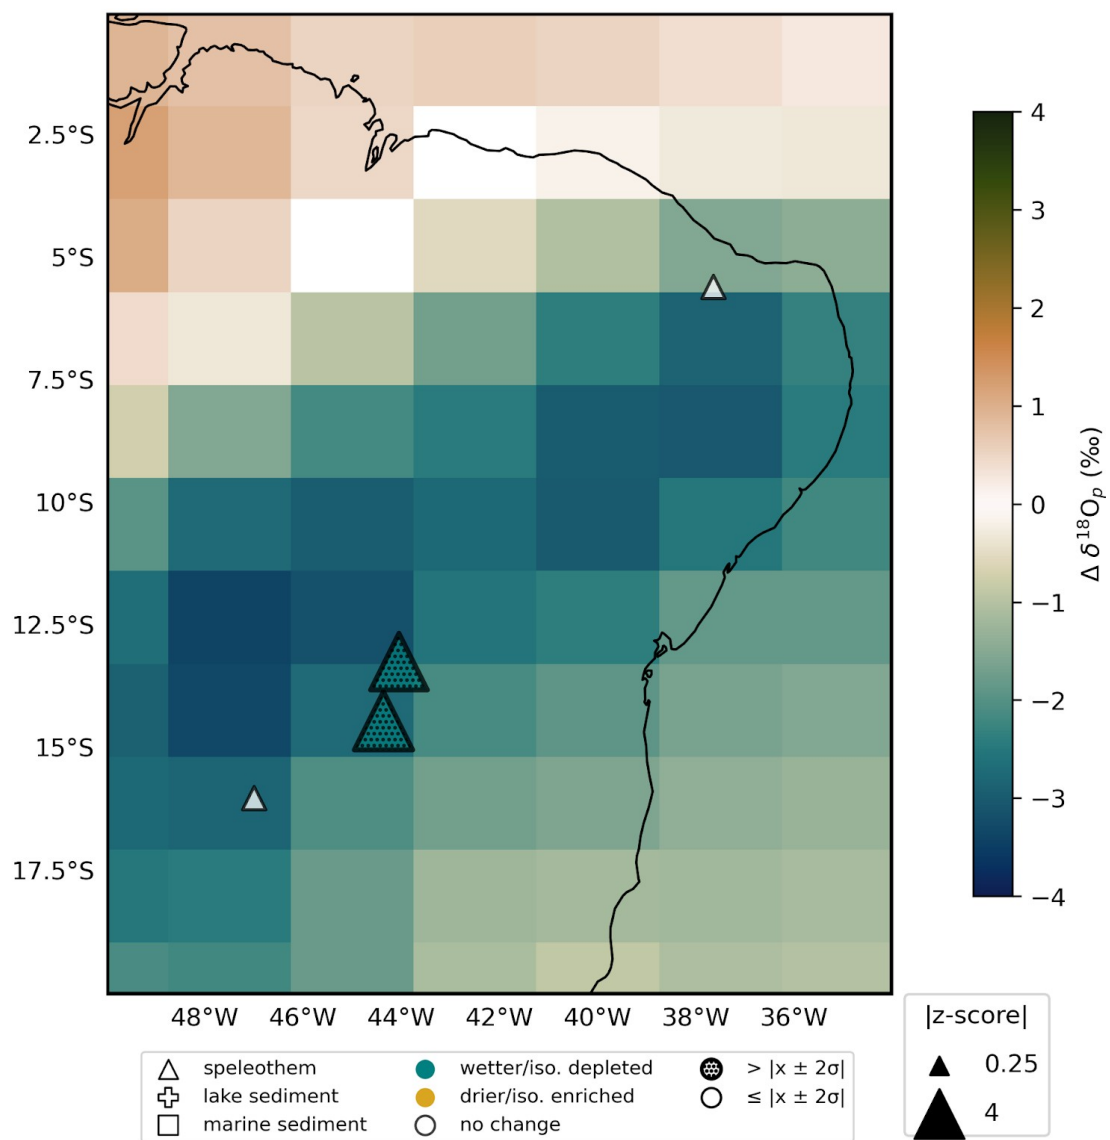 2.5°S
5°S
7.5°S
10°S
12.5°S
15°S
17.5°S
48°W 46°W 44°W 42°W 40°W 38°W 36°W
4
3
2
1
0
−1
−2
−3
−4
Δ δ¹⁸Oₚ (‰)
speleothem
lake sediment
marine sediment
wetter/iso. depleted
drier/iso. enriched
no change
> |x ± 2σ|
≤ |x ± 2σ|
|z-score|
0.25
4